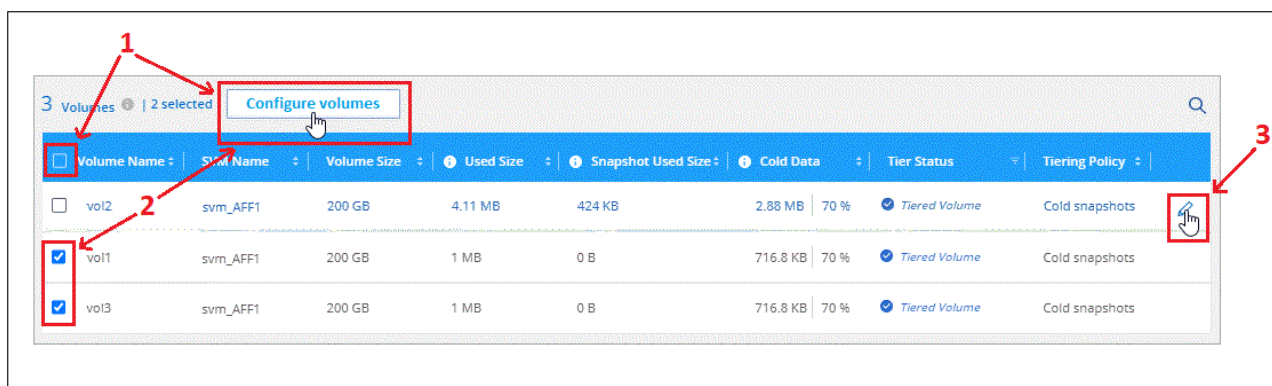 1
3 Volumes | 2 selected Configure volumes
3
Volume Name SVM Name Volume Size Used Size Snapshot Used Size Cold Data Tier Status Tiering Policy
2
vol2 svm_AFF1 200 GB 4.11 MB 424 KB 2.88 MB 70 % Tiered Volume Cold snapshots
vol1 svm_AFF1 200 GB 1 MB 0 B 716.8 KB 70 % Tiered Volume Cold snapshots
vol3 svm_AFF1 200 GB 1 MB 0 B 716.8 KB 70 % Tiered Volume Cold snapshots